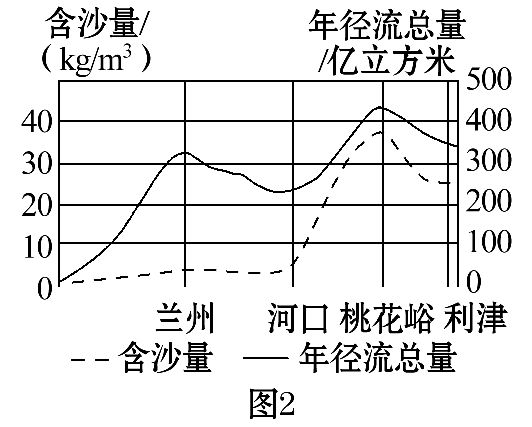 含沙量/ 年径流总量
(kg/m³) /亿立方米
500
40 400
30 300
20 200
10 100
0 0
兰州 河口 桃花峪 利津
-- 含沙量 — 年径流总量
图2